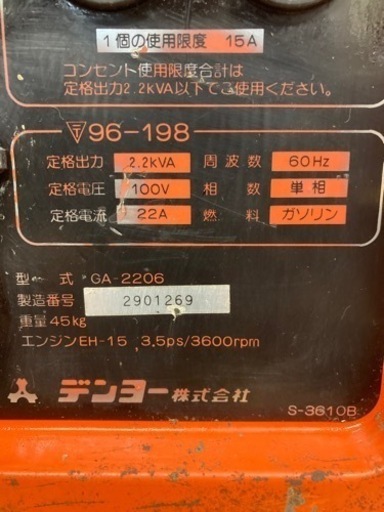 1個の使用限度 15A
コンセント使用限度合計は
定格出力2.2kVA以下でご使用ください。
〒96-198
定格出力 2.2kVA 周波数 60Hz
定格電圧 100V 相数 単相
定格電流 22A 燃料 ガソリン
型式 GA-2206
製造番号 2901269
重量45kg
エンジンEH-15 3.5ps/3600rpm
デンヨー株式会社
S-3610B